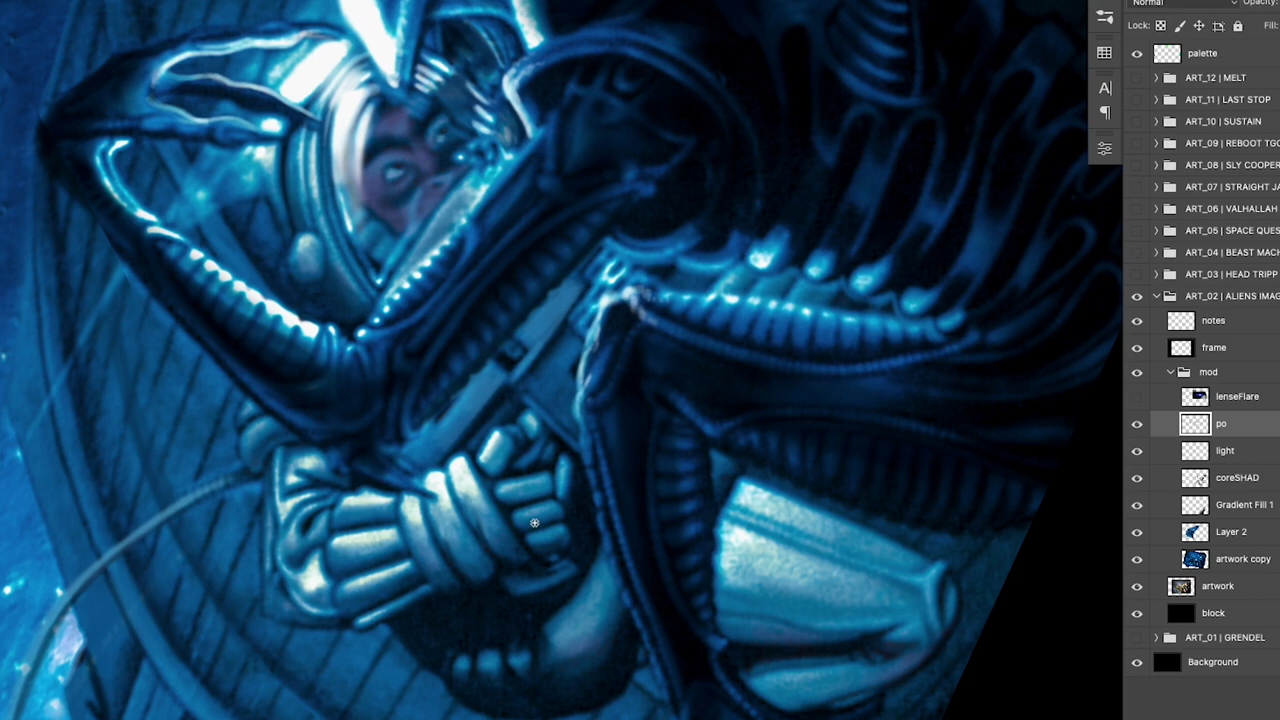 Normal
Opacity:
Lock:
Fill:
palette
ART_12 | MELT
ART_11 | LAST STOP
ART_10 | SUSTAIN
ART_09 | REBOOT TGC
ART_08 | SLY COOPER
ART_07 | STRAIGHT JA
ART_06 | VALHALLAH
ART_05 | SPACE QUES
ART_04 | BEAST MACH
ART_03 | HEAD TRIPP
ART_02 | ALIENS IMAG
notes
frame
mod
lenseFlare
po
light
coreSHAD
Gradient Fill 1
Layer 2
artwork copy
artwork
block
ART_01 | GRENDEL
Background